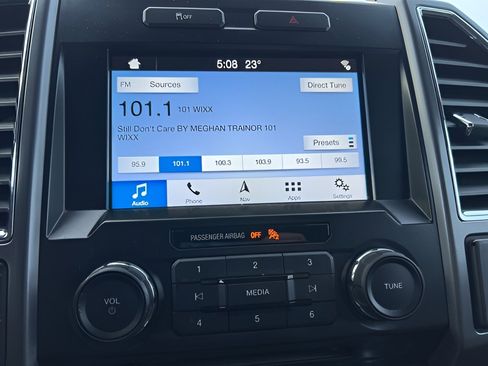 OFF
5:08 23°
FM Sources
Direct Tune
101.1 101 WIXX
Still Don't Care BY MEGHAN TRAINOR 101
WIXX
Presets
95.9 101.1 100.3 103.9 93.5 99.5
Audio Phone Nav Apps Settings
PASSENGER AIRBAG OFF
1 2 3
VOL MEDIA TUNE
4 5 6